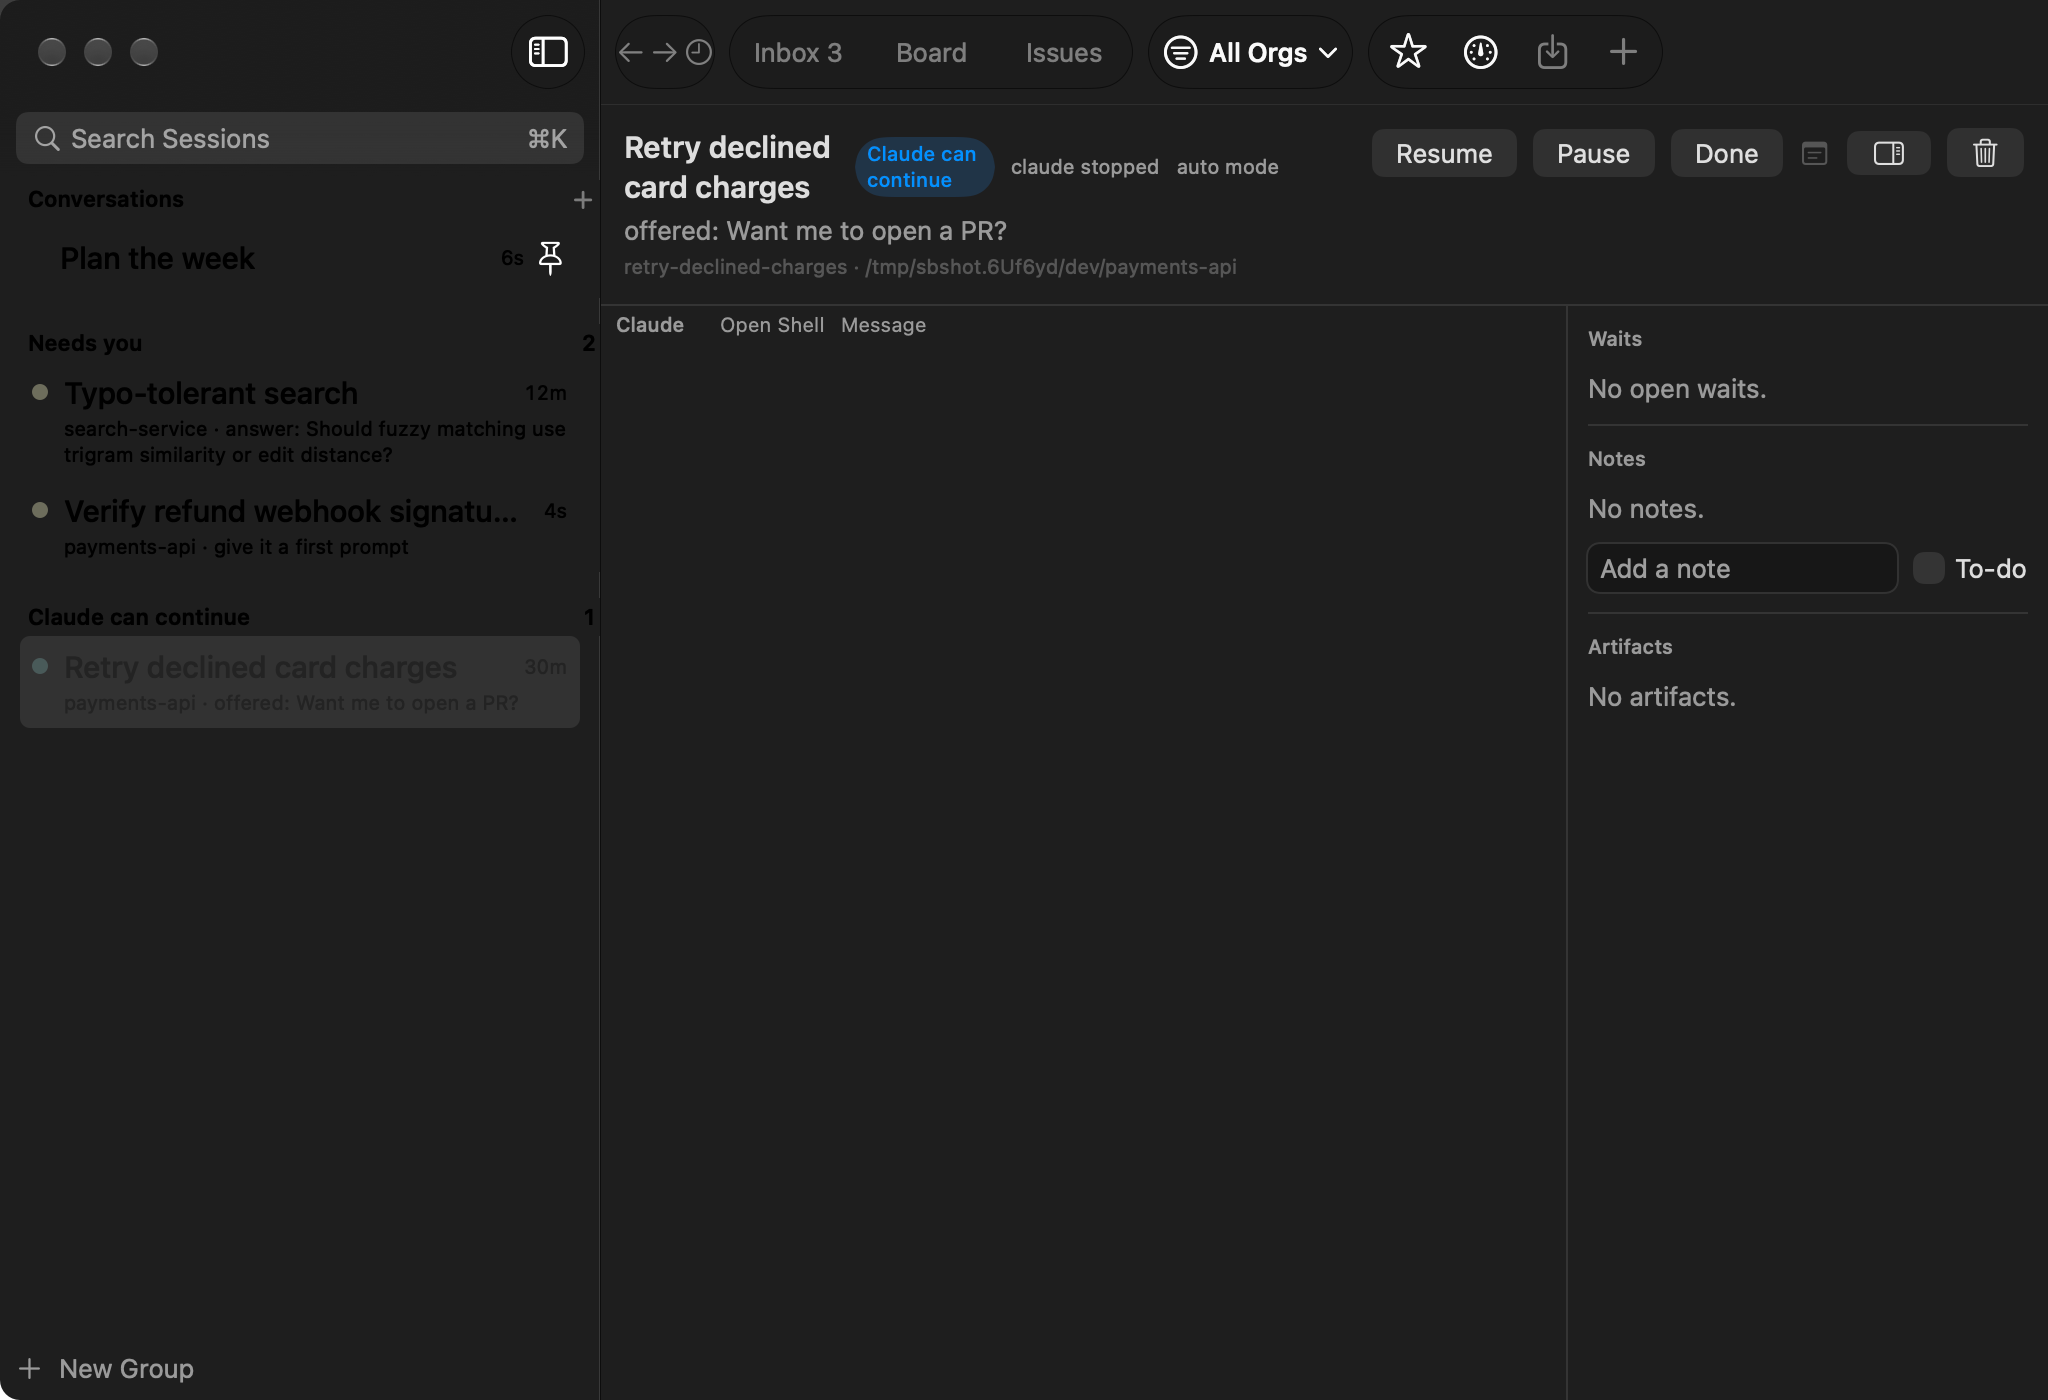 Inbox 3
Board
Issues
All Orgs
Search Sessions
⌘K
Conversations
Plan the week
6s
Needs you
2
Typo-tolerant search
12m
search-service · answer: Should fuzzy matching use
trigram similarity or edit distance?
Verify refund webhook signatu...
4s
payments-api · give it a first prompt
Claude can continue
1
Retry declined card charges
30m
payments-api · offered: Want me to open a PR?
New Group
Retry declined
card charges
Claude can
continue
claude stopped
auto mode
Resume
Pause
Done
offered: Want me to open a PR?
retry-declined-charges · /tmp/sbshot.6Uf6yd/dev/payments-api
Claude
Open Shell
Message
Waits
No open waits.
Notes
No notes.
Add a note
To-do
Artifacts
No artifacts.